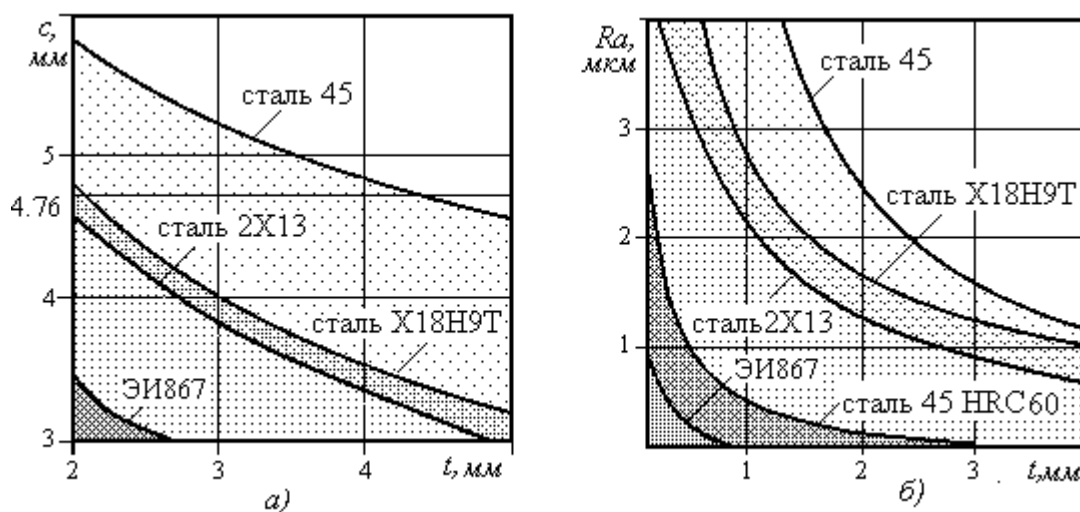 c,
мм
5
4.76
4
3
2
3
4
t, мм
сталь 45
сталь 2Х13
сталь Х18Н9Т
ЭИ867
а)
Ra,
мкм
3
2
1
1
2
3
t,мм
сталь 45
сталь Х18Н9Т
сталь2Х13
ЭИ867
сталь 45 HRC60
б)